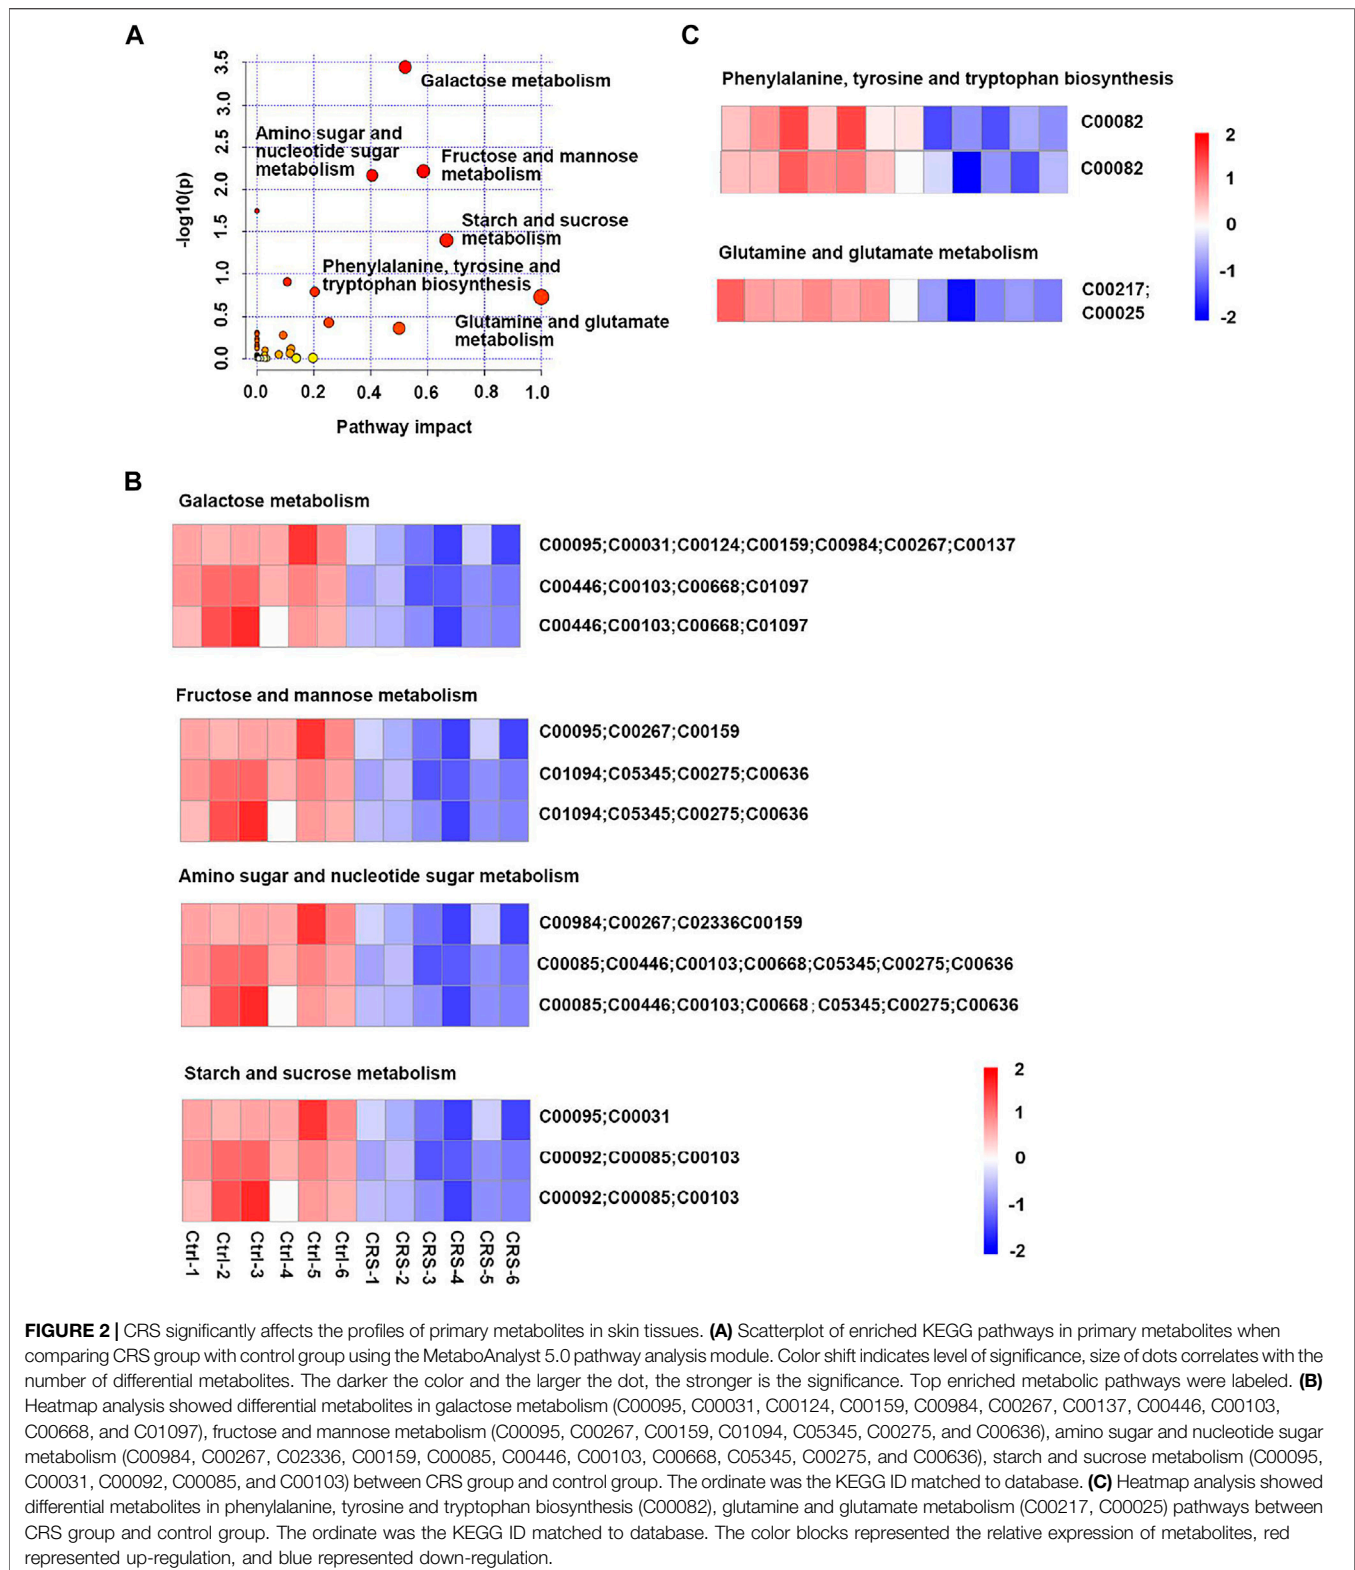 A
3.5
3.0
2.5
2.0
1.5
1.0
0.5
0.0
-log10(p)
Galactose metabolism
Amino sugar and
nucleotide sugar
metabolism
Fructose and mannose
metabolism
Starch and sucrose
metabolism
Phenylalanine, tyrosine and
tryptophan biosynthesis
Glutamine and glutamate
metabolism
0.0 0.2 0.4 0.6 0.8 1.0
Pathway impact
C
Phenylalanine, tyrosine and tryptophan biosynthesis
C00082
C00082
Glutamine and glutamate metabolism
C00217;
C00025
2
1
0
-1
-2
B
Galactose metabolism
C00095;C00031;C00124;C00159;C00984;C00267;C00137
C00446;C00103;C00668;C01097
C00446;C00103;C00668;C01097
Fructose and mannose metabolism
C00095;C00267;C00159
C01094;C05345;C00275;C00636
C01094;C05345;C00275;C00636
Amino sugar and nucleotide sugar metabolism
C00984;C00267;C02336C00159
C00085;C00446;C00103;C00668;C05345;C00275;C00636
C00085;C00446;C00103;C00668;C05345;C00275;C00636
Starch and sucrose metabolism
C00095;C00031
C00092;C00085;C00103
C00092;C00085;C00103
2
1
0
-1
-2
Ctrl-1 Ctrl-2 Ctrl-3 Ctrl-4 Ctrl-5 Ctrl-6 CRS-1 CRS-2 CRS-3 CRS-4 CRS-5 CRS-6
FIGURE 2 | CRS significantly affects the profiles of primary metabolites in skin tissues. (A) Scatterplot of enriched KEGG pathways in primary metabolites when
comparing CRS group with control group using the MetaboAnalyst 5.0 pathway analysis module. Color shift indicates level of significance, size of dots correlates with the
number of differential metabolites. The darker the color and the larger the dot, the stronger is the significance. Top enriched metabolic pathways were labeled. (B)
Heatmap analysis showed differential metabolites in galactose metabolism (C00095, C00031, C00124, C00159, C00984, C00267, C00137, C00446, C00103,
C00668, and C01097), fructose and mannose metabolism (C00095, C00267, C00159, C01094, C05345, C00275, and C00636), amino sugar and nucleotide sugar
metabolism (C00984, C00267, C02336, C00159, C00085, C00446, C00103, C00668, C05345, C00275, and C00636), starch and sucrose metabolism (C00095,
C00031, C00092, C00085, and C00103) between CRS group and control group. The ordinate was the KEGG ID matched to database. (C) Heatmap analysis showed
differential metabolites in phenylalanine, tyrosine and tryptophan biosynthesis (C00082), glutamine and glutamate metabolism (C00217, C00025) pathways between
CRS group and control group. The ordinate was the KEGG ID matched to database. The color blocks represented the relative expression of metabolites, red
represented up-regulation, and blue represented down-regulation.